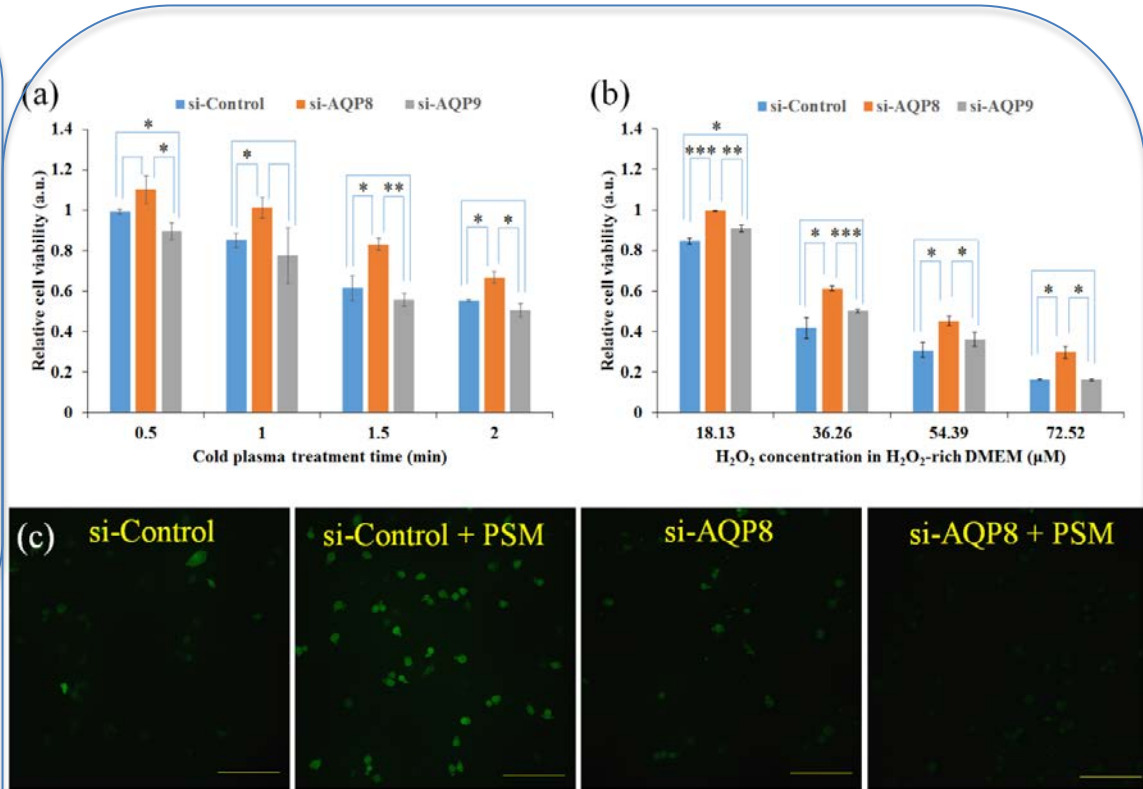 (a)
si-Control si-AQP8 si-AQP9
Relative cell viability (a.u.)
1.4
1.2
1
0.8
0.6
0.4
0.2
0
* *
*
* **
* *
0.5 1 1.5 2
Cold plasma treatment time (min)
(b)
si-Control si-AQP8 si-AQP9
Relative cell viability (a.u.)
1.4
1.2
1
0.8
0.6
0.4
0.2
0
*
*** **
* ***
* *
* *
18.13 36.26 54.39 72.52
H₂O₂ concentration in H₂O₂-rich DMEM (μM)
(c)
si-Control
si-Control + PSM
si-AQP8
si-AQP8 + PSM